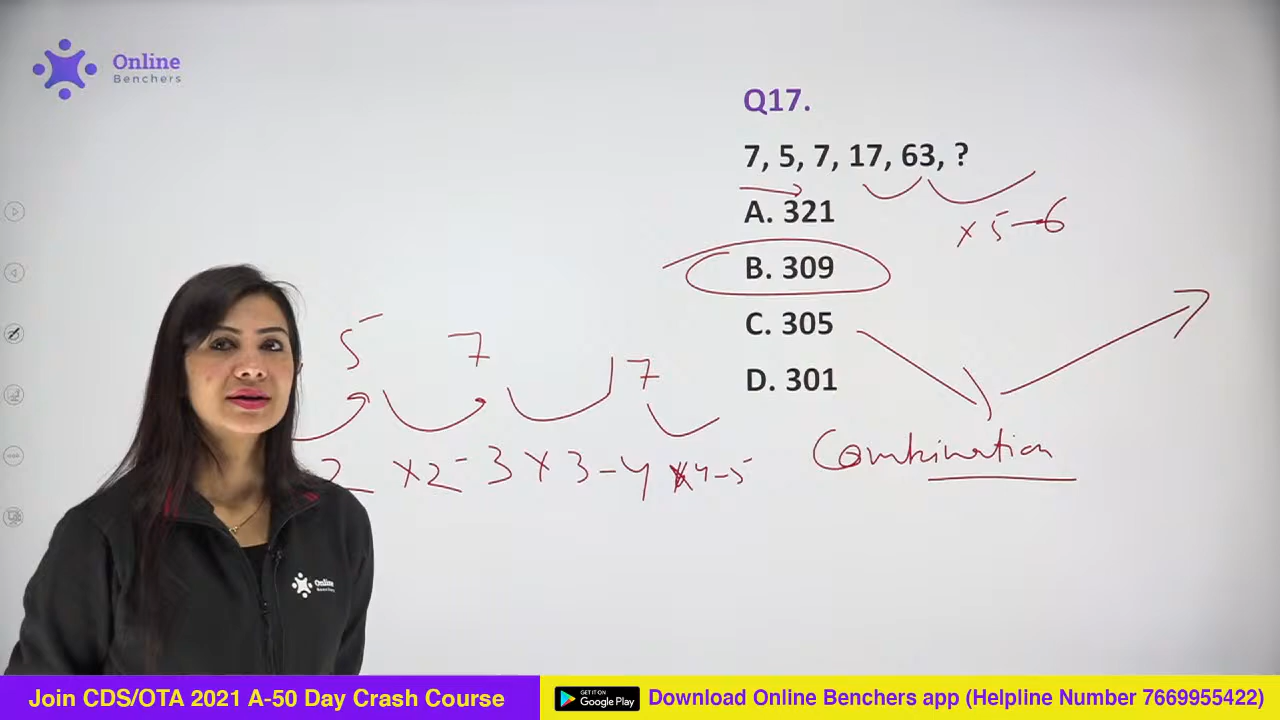 Online
Benchers
Q17.
7, 5, 7, 17, 63, ?
A. 321
×5-6
B. 309
C. 305
D. 301
5 7 17
2 ×2-3 ×3-4 ×4-5
Combination
Online
Join CDS/OTA 2021 A-50 Day Crash Course
GET IT ON
Google Play
Download Online Benchers app (Helpline Number 7669955422)